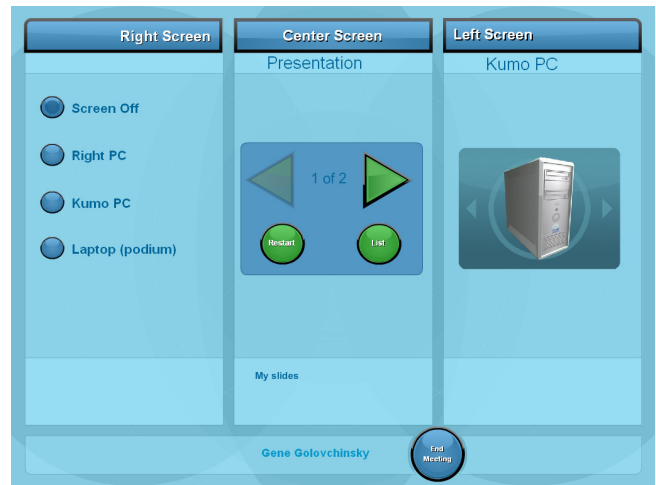 Right Screen
Screen Off
Right PC
Kumo PC
Laptop (podium)
Center Screen
Presentation
1 of 2
Restart
List
My slides
Left Screen
Kumo PC
Gene Golovchinsky
End
Meeting